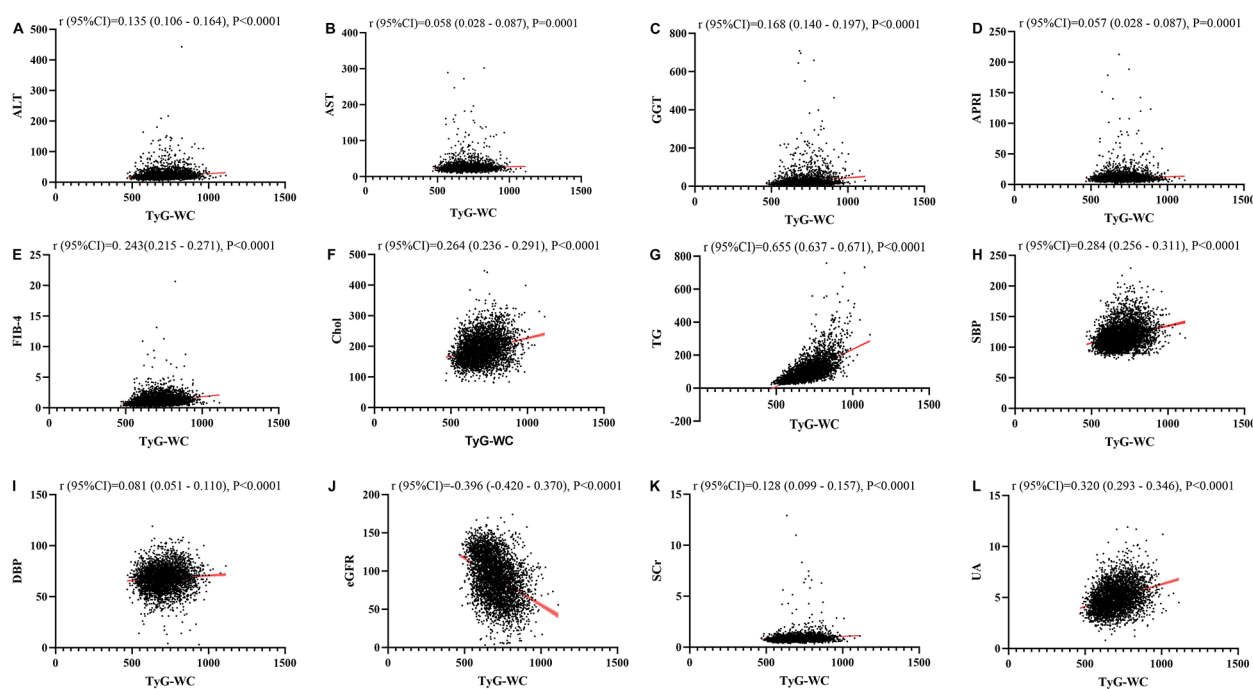 A
r (95%CI)=0.135 (0.106 - 0.164), P<0.0001
500
400
300
200
100
0
ALT
0 500 1000 1500
TyG-WC
B
r (95%CI)=0.058 (0.028 - 0.087), P=0.0001
400
300
200
100
0
AST
0 500 1000 1500
TyG-WC
C
r (95%CI)=0.168 (0.140 - 0.197), P<0.0001
800
600
400
200
0
GGT
0 500 1000 1500
TyG-WC
D
r (95%CI)=0.057 (0.028 - 0.087), P=0.0001
250
200
150
100
50
0
APRI
0 500 1000 1500
TyG-WC
E
r (95%CI)=0. 243(0.215 - 0.271), P<0.0001
25
20
15
10
5
0
FIB-4
0 500 1000 1500
TyG-WC
F
r (95%CI)=0.264 (0.236 - 0.291), P<0.0001
500
400
300
200
100
0
Chol
0 500 1000 1500
TyG-WC
G
r (95%CI)=0.655 (0.637 - 0.671), P<0.0001
800
600
400
200
0
-200
TG
500 1000 1500
TyG-WC
H
r (95%CI)=0.284 (0.256 - 0.311), P<0.0001
250
200
150
100
50
0
SBP
0 500 1000 1500
TyG-WC
I
r (95%CI)=0.081 (0.051 - 0.110), P<0.0001
150
100
50
0
DBP
0 500 1000 1500
TyG-WC
J
r (95%CI)=-0.396 (-0.420 - 0.370), P<0.0001
200
150
100
50
0
eGFR
0 500 1000 1500
TyG-WC
K
r (95%CI)=0.128 (0.099 - 0.157), P<0.0001
15
10
5
0
SCr
0 500 1000 1500
TyG-WC
L
r (95%CI)=0.320 (0.293 - 0.346), P<0.0001
15
10
5
0
UA
0 500 1000 1500
TyG-WC